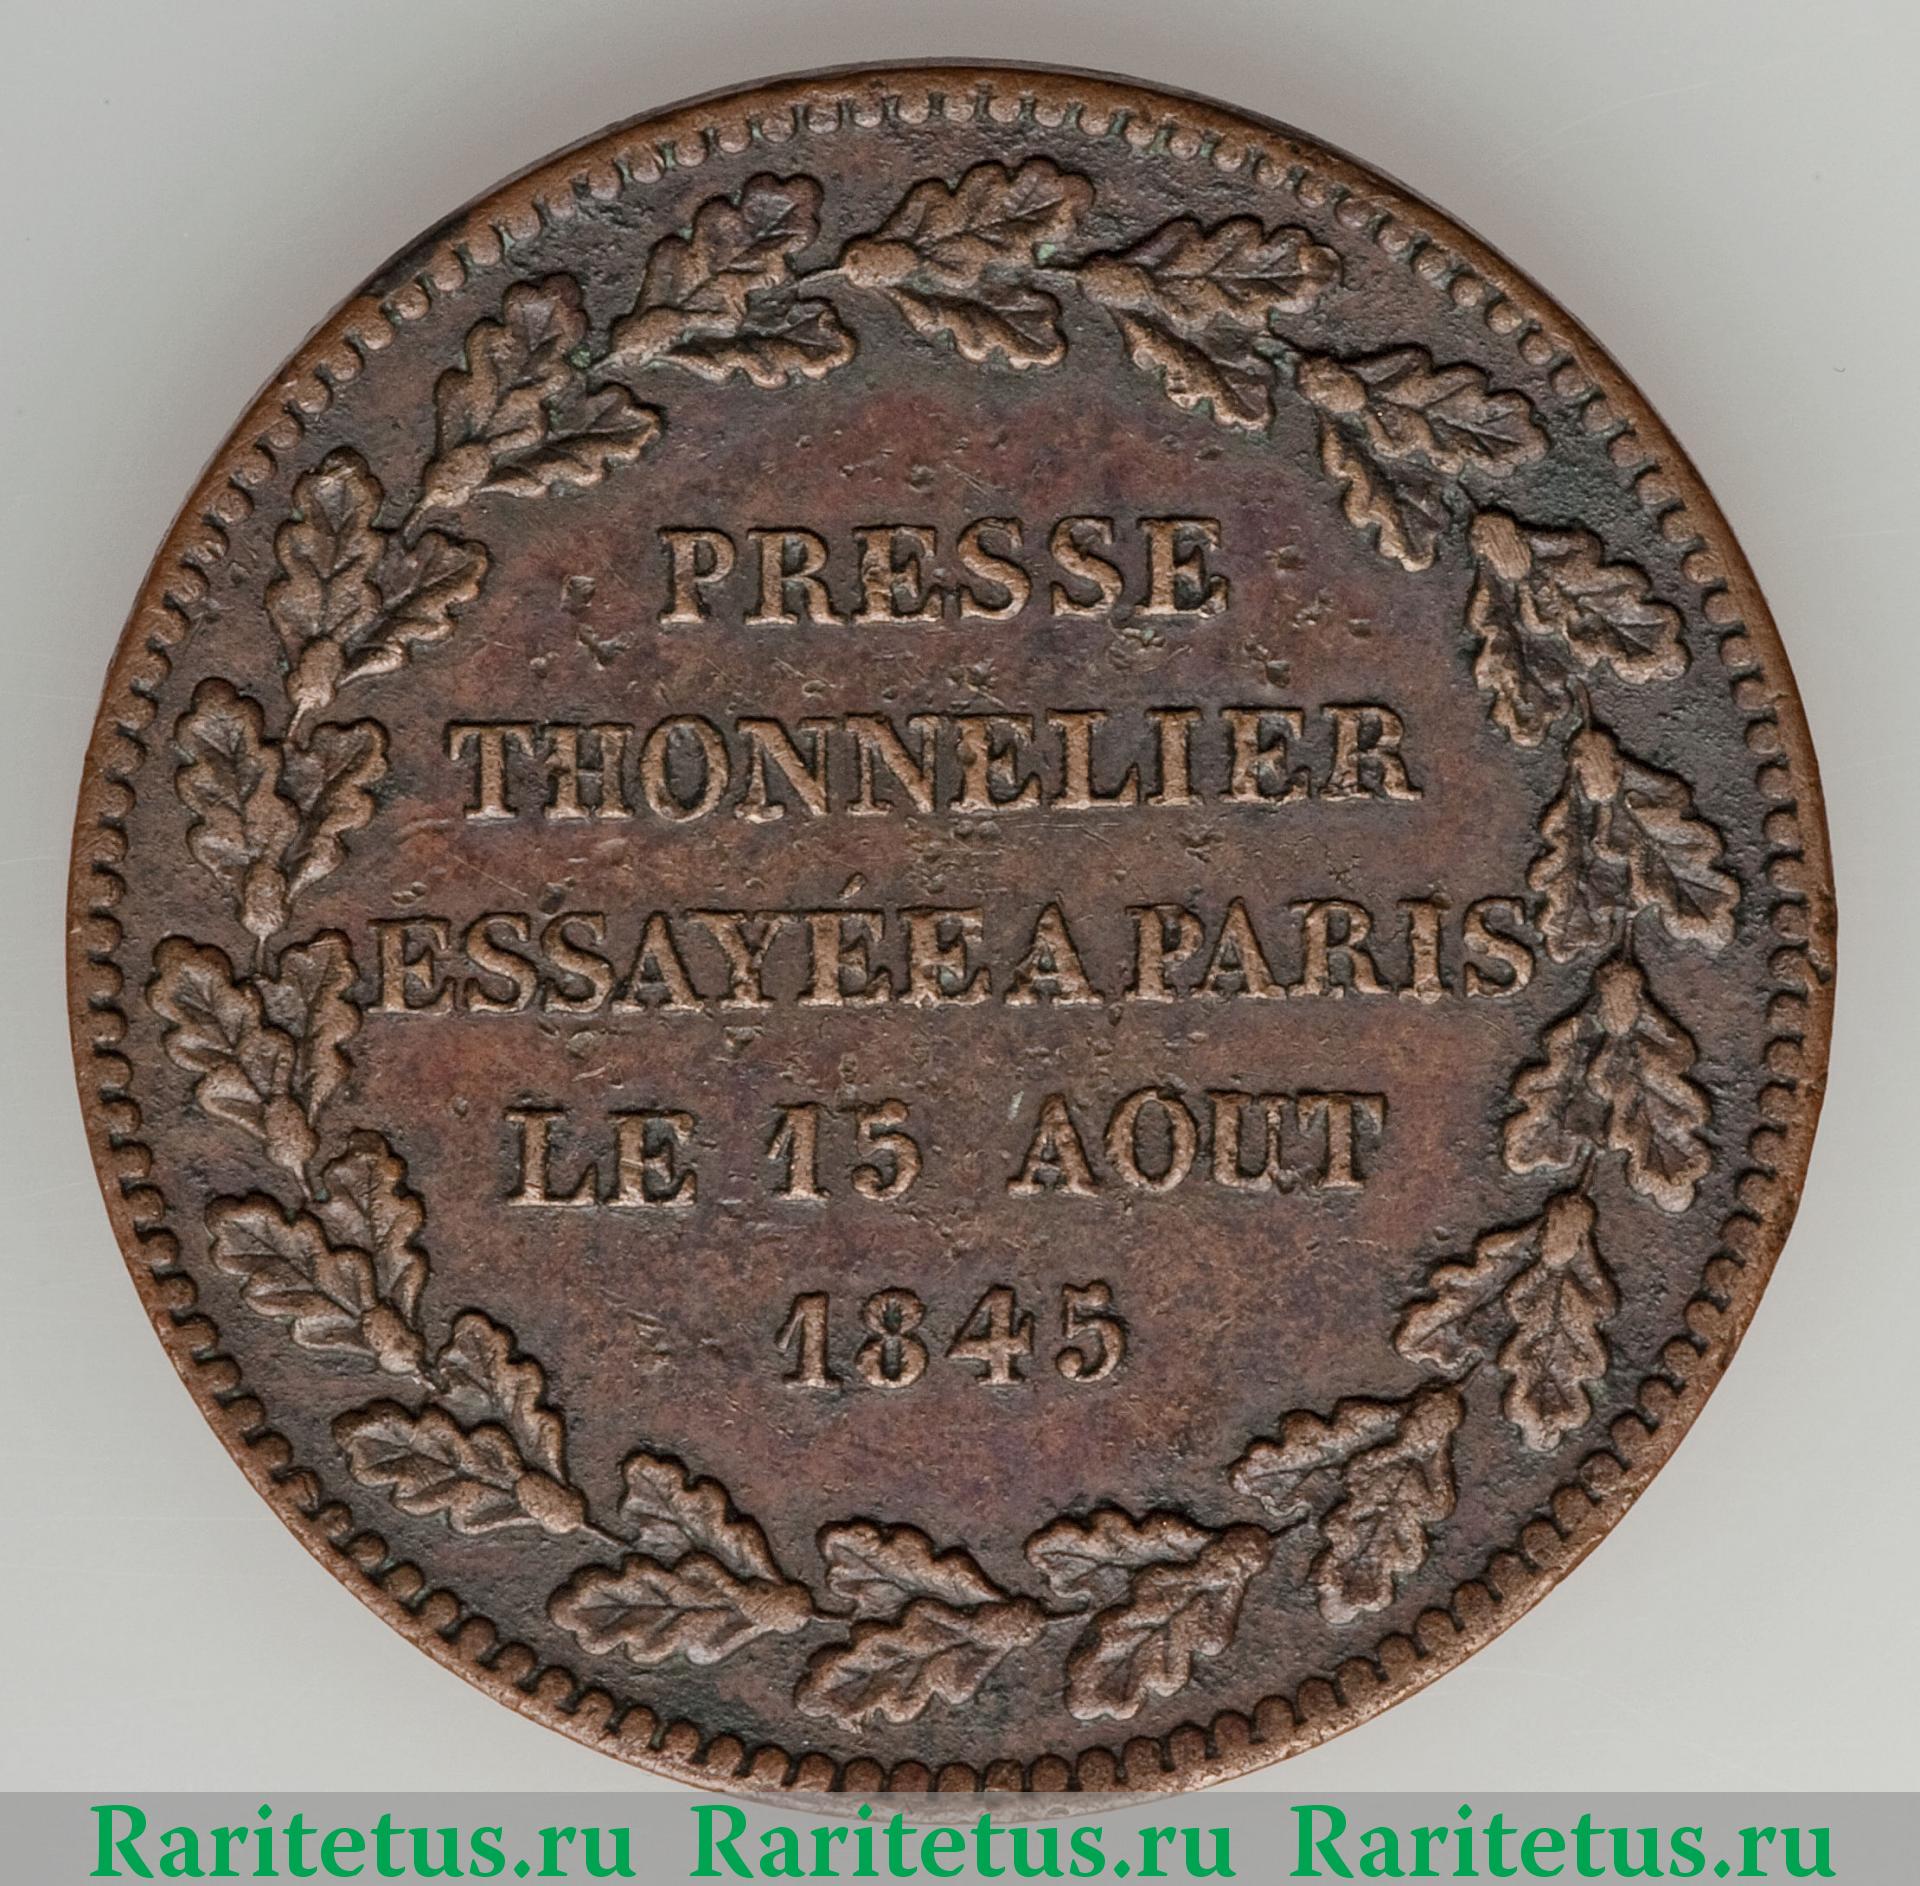 PRESSE
THONNELIER
ESSAYÉE A PARIS
LE 15 AOUT
1845
Raritetus.ru Raritetus.ru Raritetus.ru